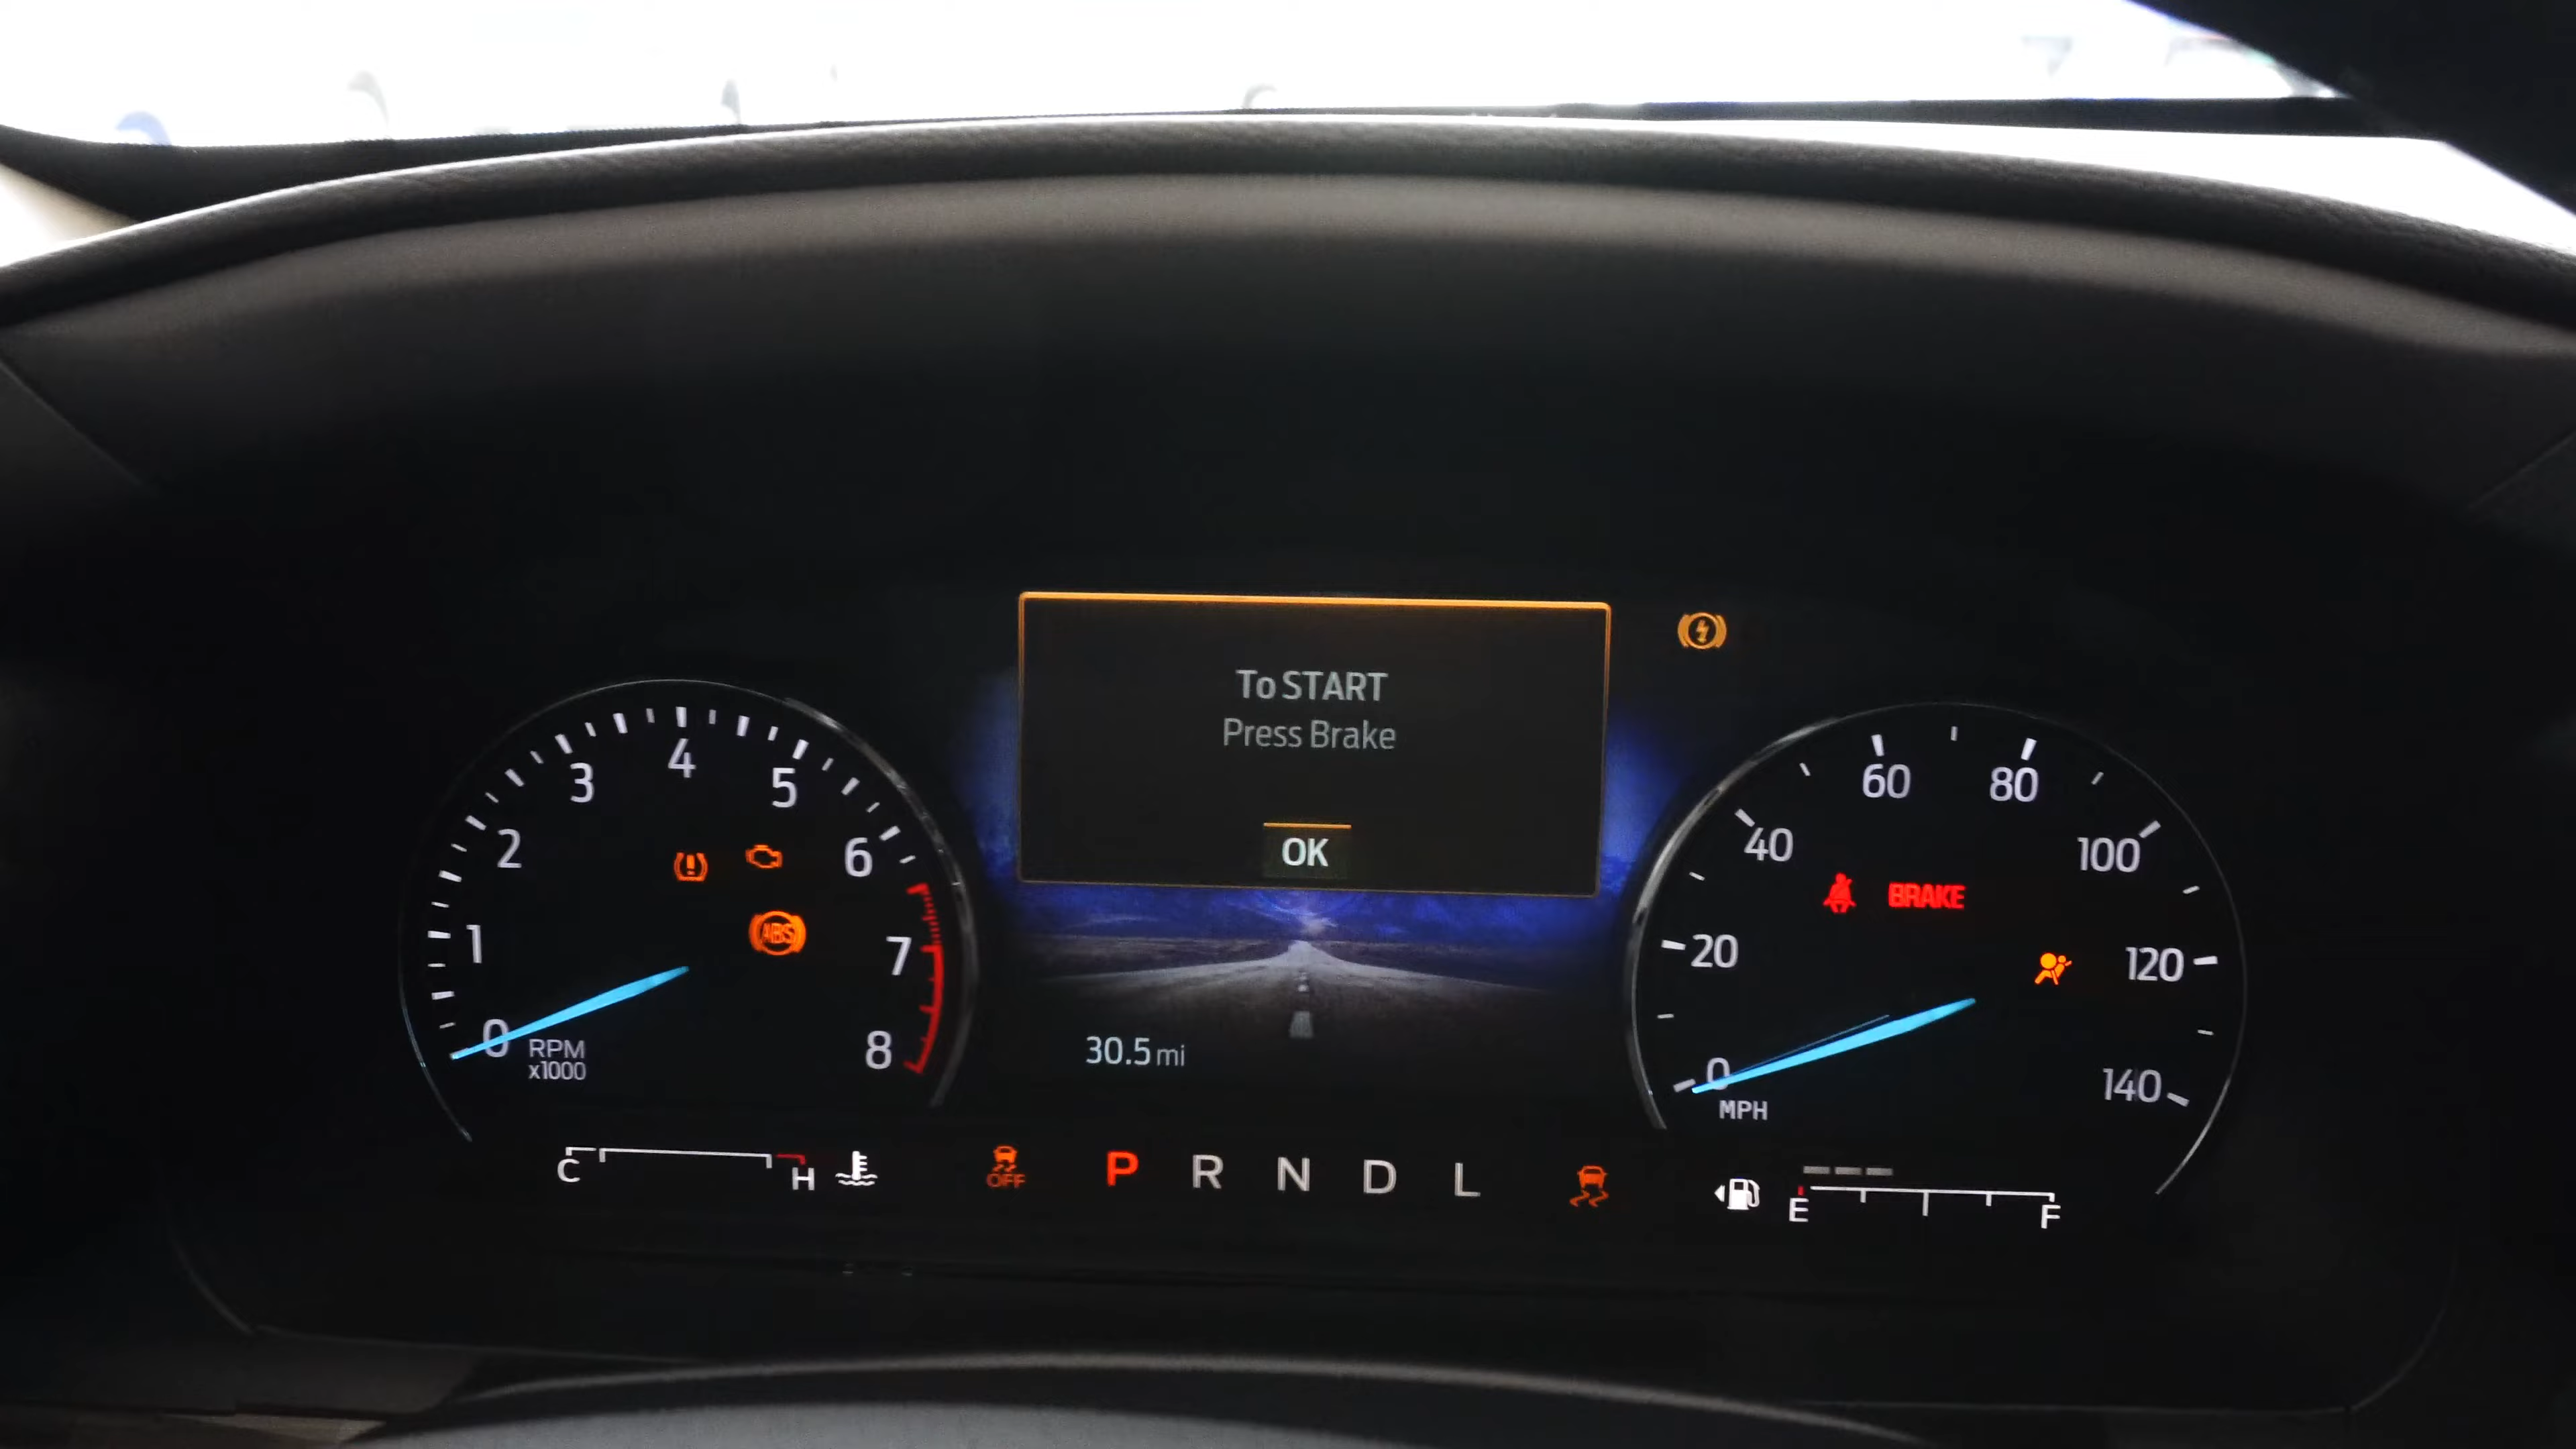 To START
Press Brake
OK
0 1 2 3 4 5 6 7 8
RPM
x1000
ABS
30.5 mi
0 20 40 60 80 100 120 140
BRAKE
MPH
C H
OFF
P R N D L
E F